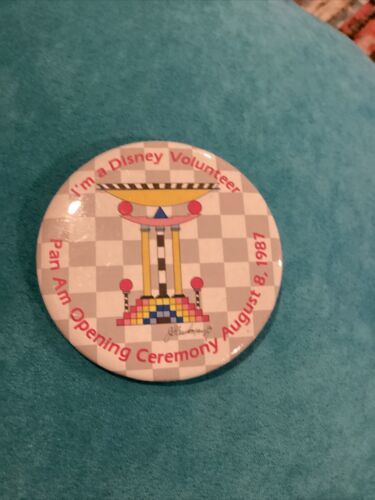 I'm a Disney Volunteer
Pan Am Opening Ceremony August 8, 1987